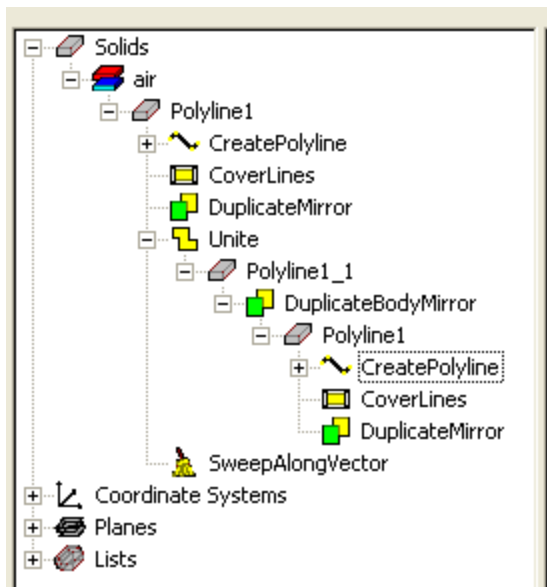 Solids
air
Polyline1
CreatePolyline
CoverLines
DuplicateMirror
Unite
Polyline1_1
DuplicateBodyMirror
Polyline1
CreatePolyline
CoverLines
DuplicateMirror
SweepAlongVector
Coordinate Systems
Planes
Lists